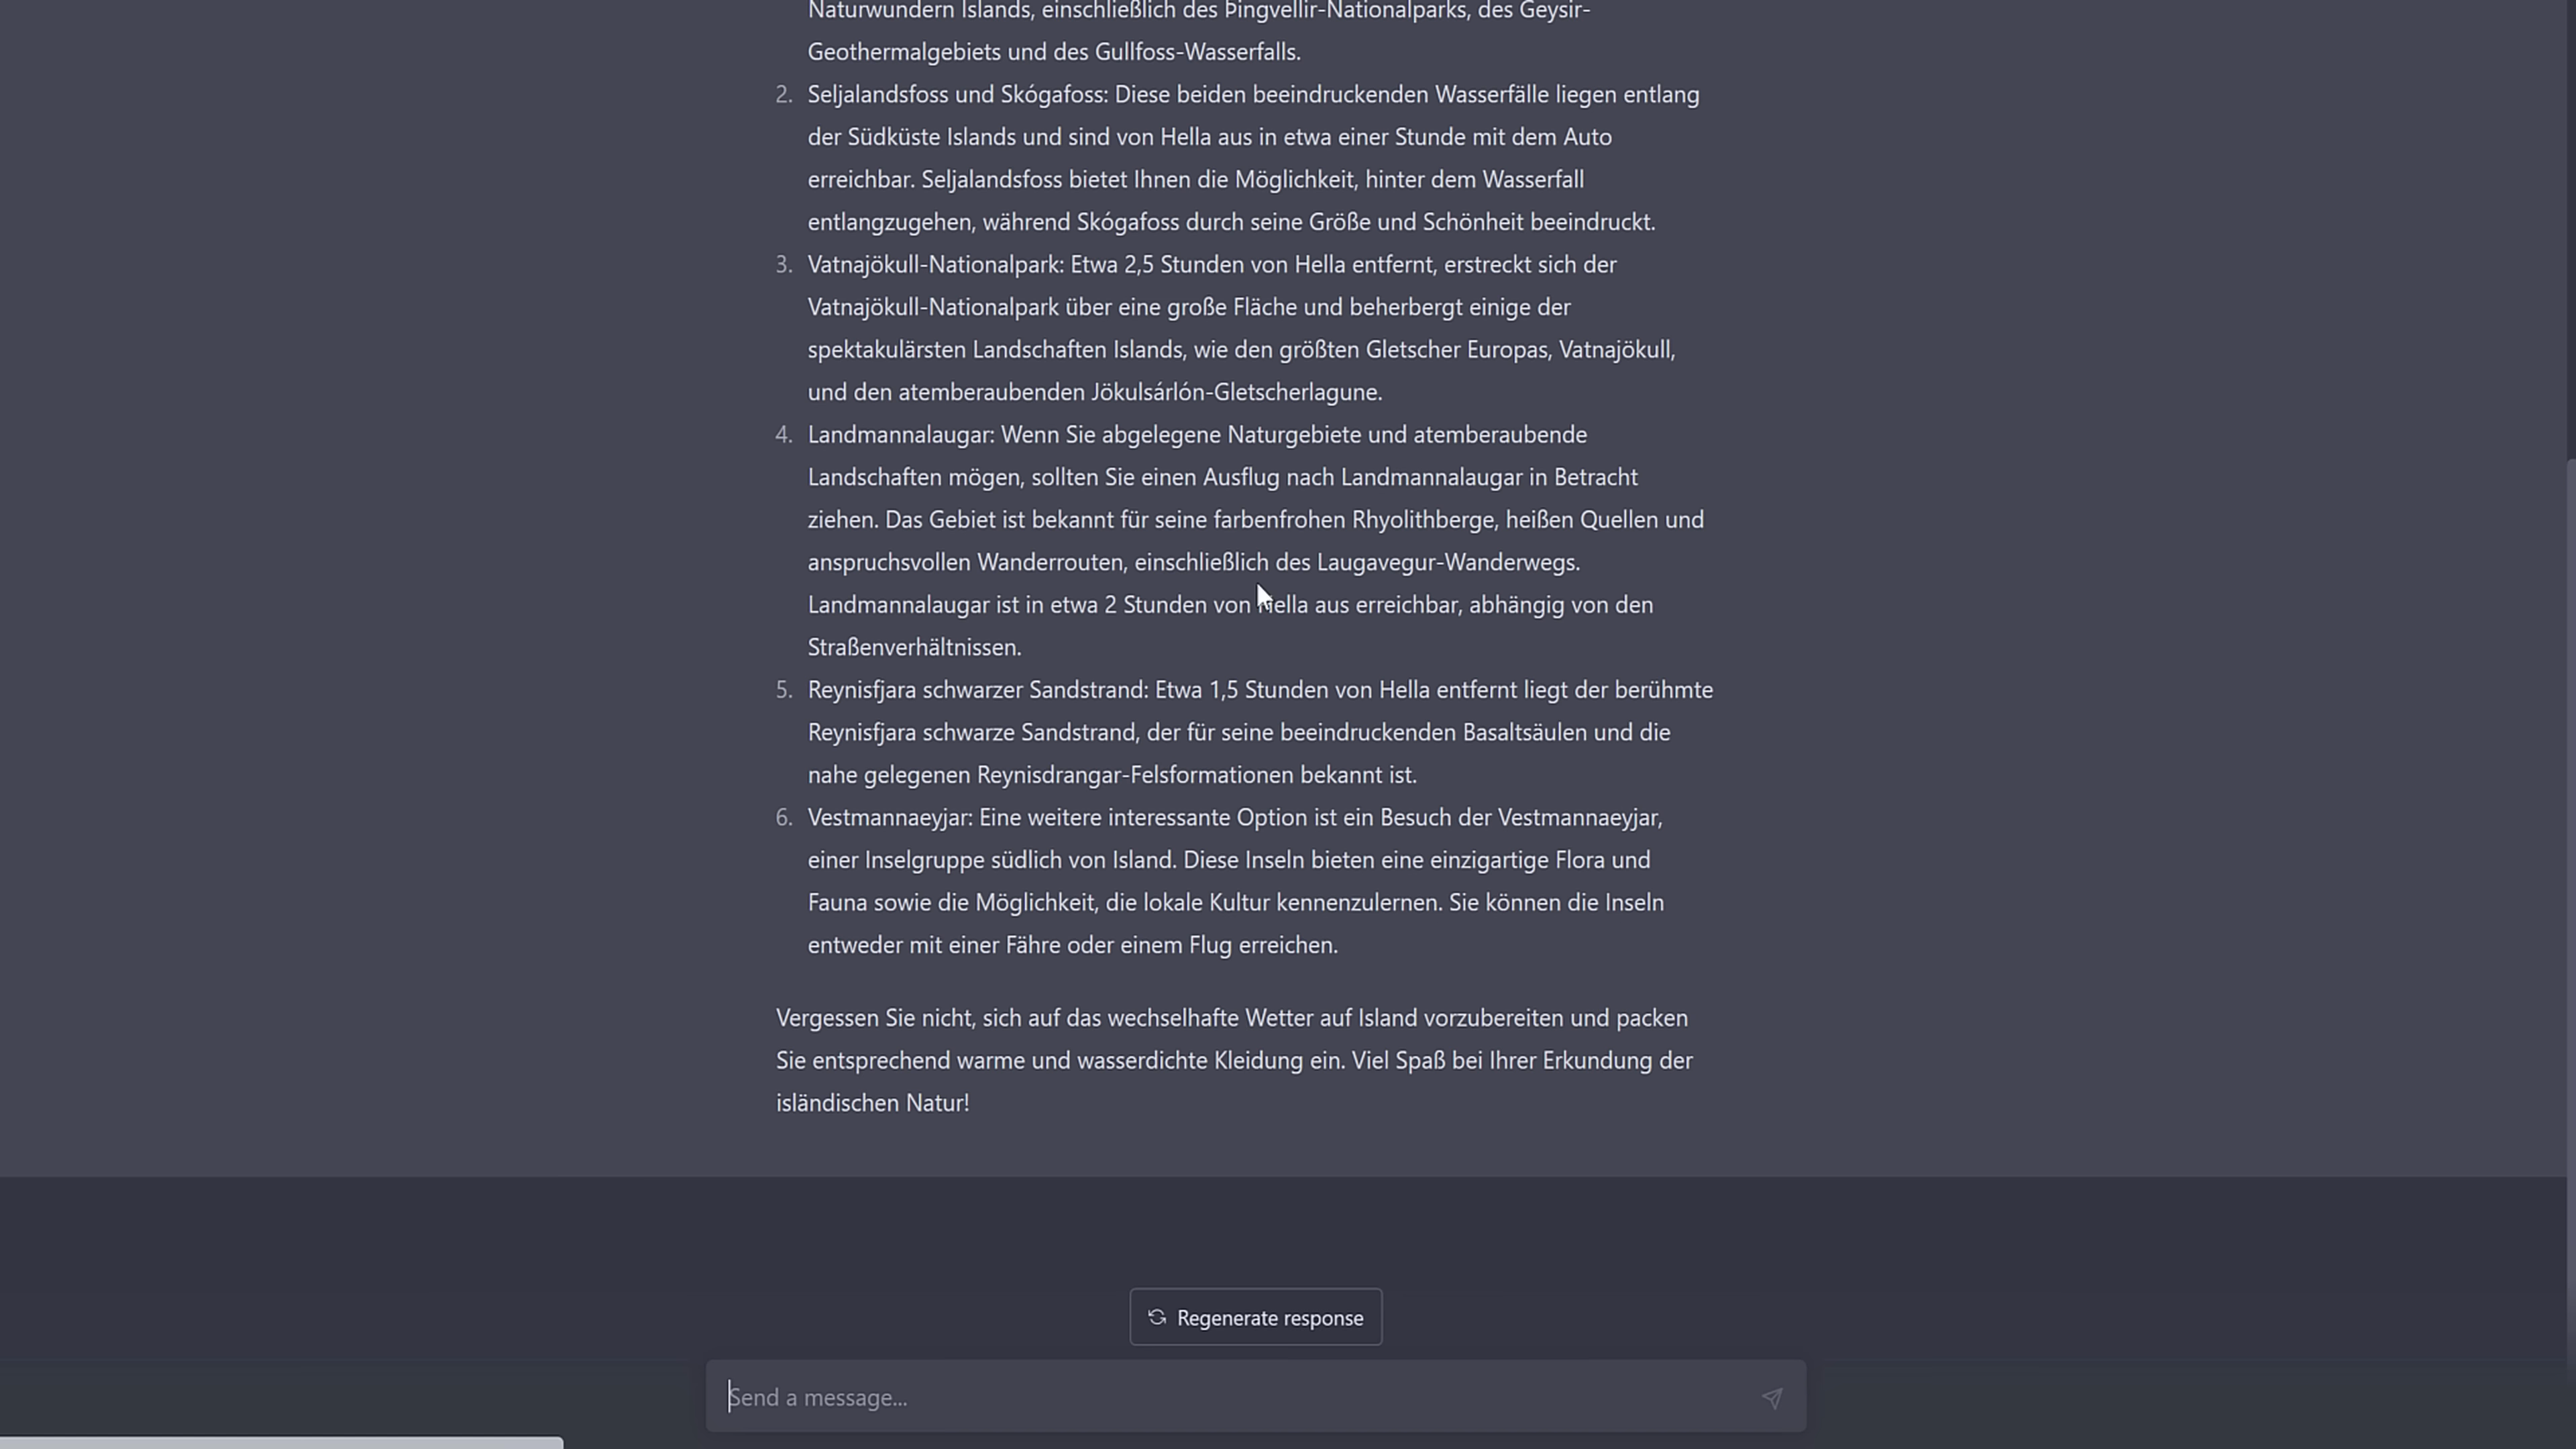 Naturwundern Islands, einschließlich des Þingvellir-Nationalparks, des Geysir-
Geothermalgebiets und des Gullfoss-Wasserfalls.
2. Seljalandsfoss und Skógafoss: Diese beiden beeindruckenden Wasserfälle liegen entlang
der Südküste Islands und sind von Hella aus in etwa einer Stunde mit dem Auto
erreichbar. Seljalandsfoss bietet Ihnen die Möglichkeit, hinter dem Wasserfall
entlangzugehen, während Skógafoss durch seine Größe und Schönheit beeindruckt.
3. Vatnajökull-Nationalpark: Etwa 2,5 Stunden von Hella entfernt, erstreckt sich der
Vatnajökull-Nationalpark über eine große Fläche und beherbergt einige der
spektakulärsten Landschaften Islands, wie den größten Gletscher Europas, Vatnajökull,
und den atemberaubenden Jökulsárlón-Gletscherlagune.
4. Landmannalaugar: Wenn Sie abgelegene Naturgebiete und atemberaubende
Landschaften mögen, sollten Sie einen Ausflug nach Landmannalaugar in Betracht
ziehen. Das Gebiet ist bekannt für seine farbenfrohen Rhyolithberge, heißen Quellen und
anspruchsvollen Wanderrouten, einschließlich des Laugavegur-Wanderwegs.
Landmannalaugar ist in etwa 2 Stunden von Hella aus erreichbar, abhängig von den
Straßenverhältnissen.
5. Reynisfjara schwarzer Sandstrand: Etwa 1,5 Stunden von Hella entfernt liegt der berühmte
Reynisfjara schwarze Sandstrand, der für seine beeindruckenden Basaltsäulen und die
nahe gelegenen Reynisdrangar-Felsformationen bekannt ist.
6. Vestmannaeyjar: Eine weitere interessante Option ist ein Besuch der Vestmannaeyjar,
einer Inselgruppe südlich von Island. Diese Inseln bieten eine einzigartige Flora und
Fauna sowie die Möglichkeit, die lokale Kultur kennenzulernen. Sie können die Inseln
entweder mit einer Fähre oder einem Flug erreichen.
Vergessen Sie nicht, sich auf das wechselhafte Wetter auf Island vorzubereiten und packen
Sie entsprechend warme und wasserdichte Kleidung ein. Viel Spaß bei Ihrer Erkundung der
isländischen Natur!
Regenerate response
Send a message...